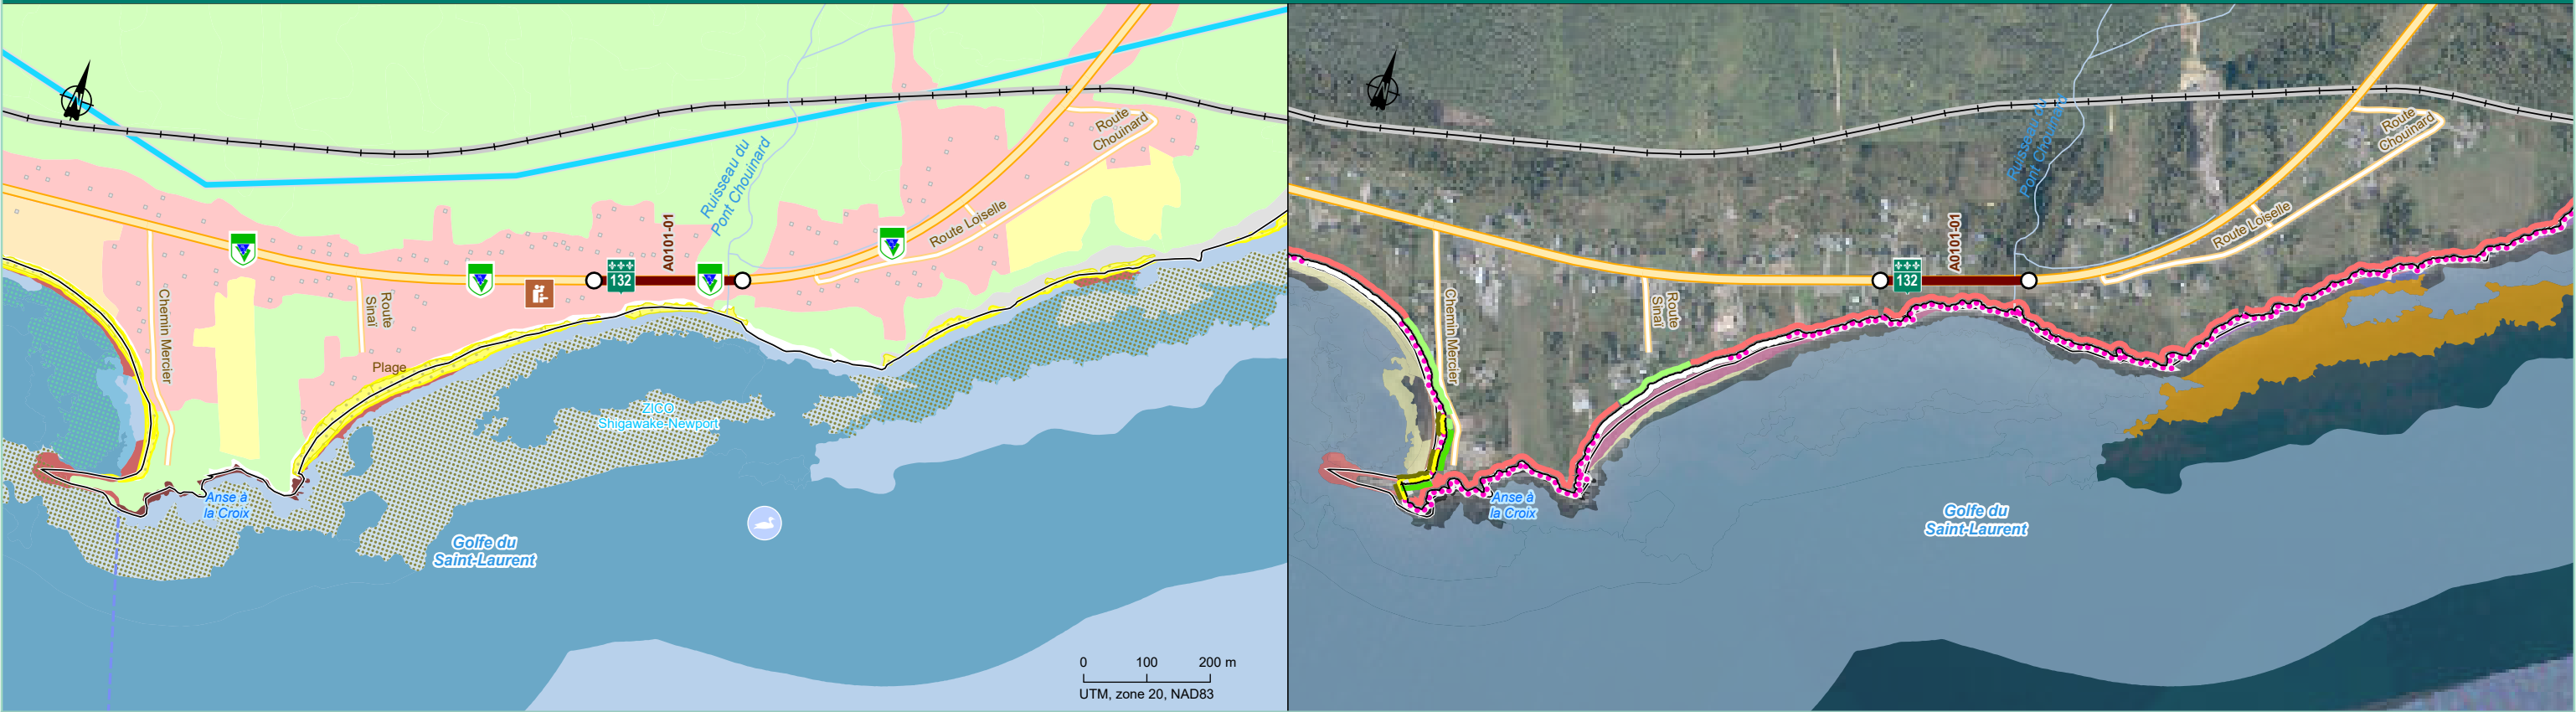 Route
Chouinard
Ruisseau du
Pont Chouinard
A0101-01
Route Loiselle
132
Chemin Mercier
Route
Sinaï
Plage
ZICO
Shigawake-Newport
Anse à
la Croix
Golfe du
Saint-Laurent
0 100 200 m
UTM, zone 20, NAD83
Route
Chouinard
Ruisseau du
Pont Chouinard
A0101-01
Route Loiselle
132
Chemin Mercier
Route
Sinaï
Anse à
la Croix
Golfe du
Saint-Laurent